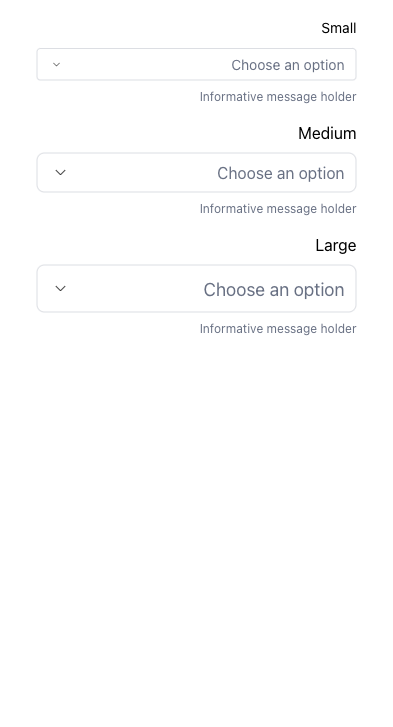 Small
Choose an option
Informative message holder
Medium
Choose an option
Informative message holder
Large
Choose an option
Informative message holder